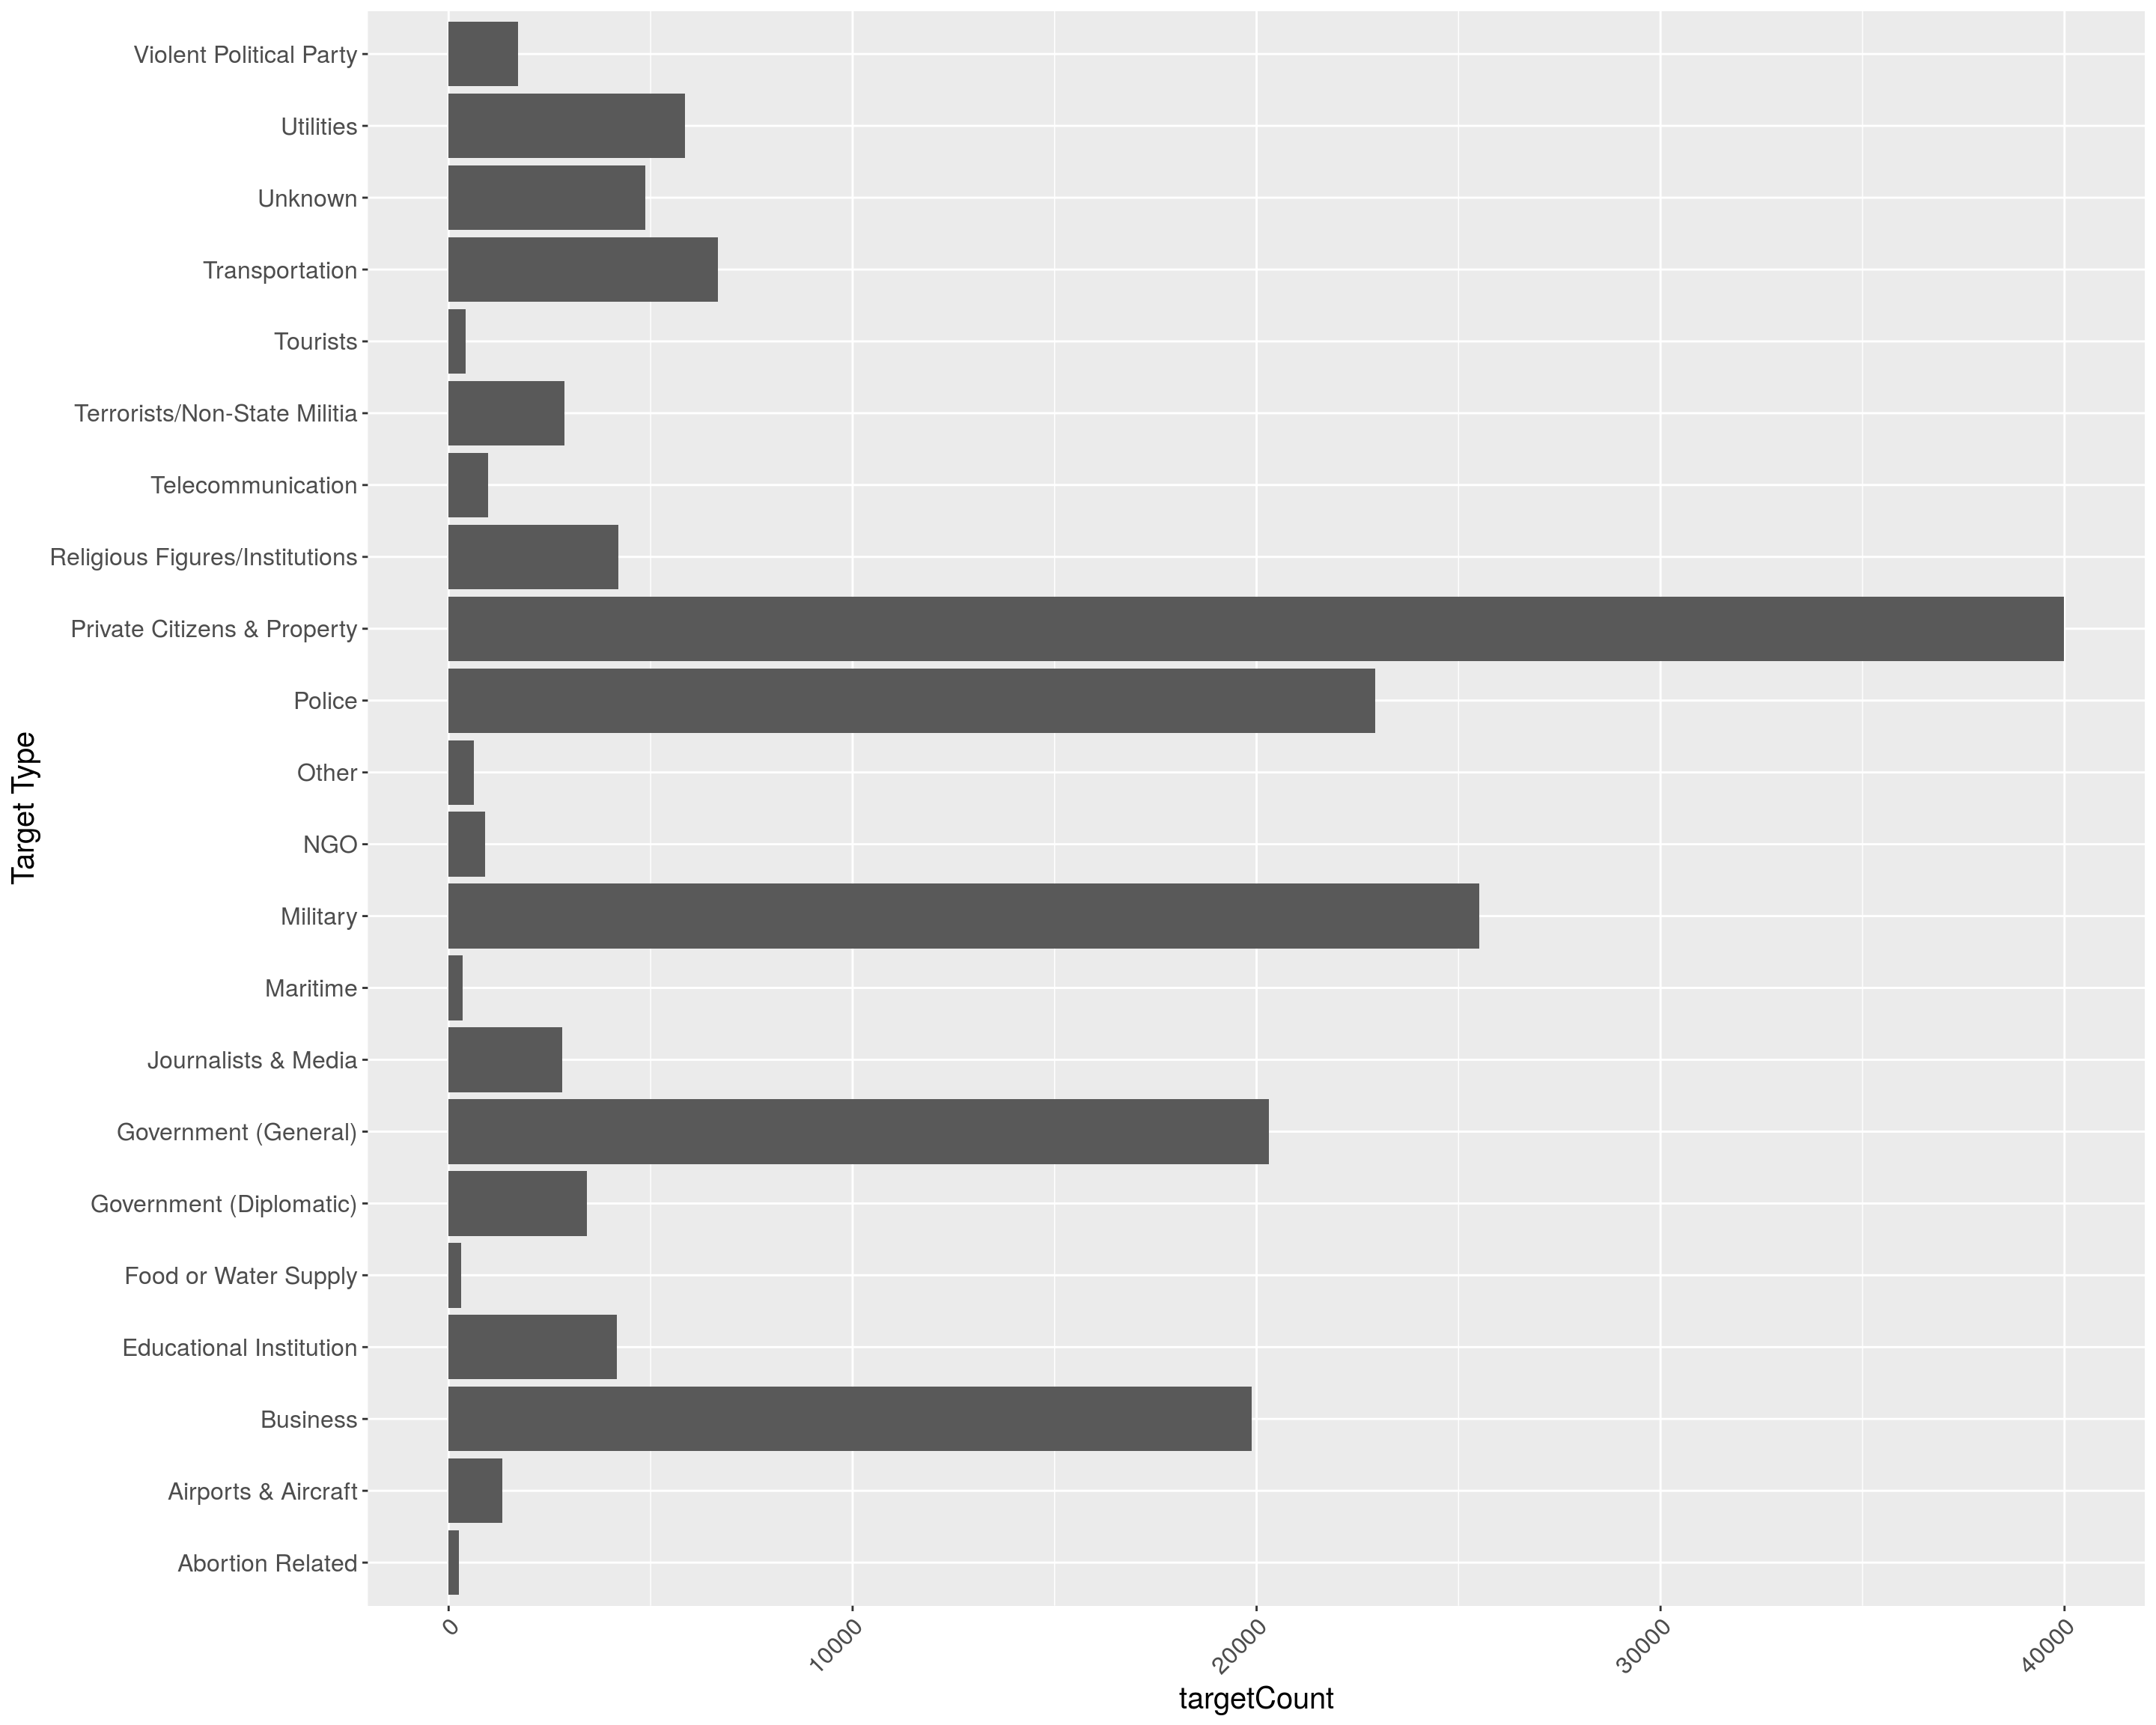 Target Type
Violent Political Party
Utilities
Unknown
Transportation
Tourists
Terrorists/Non-State Militia
Telecommunication
Religious Figures/Institutions
Private Citizens & Property
Police
Other
NGO
Military
Maritime
Journalists & Media
Government (General)
Government (Diplomatic)
Food or Water Supply
Educational Institution
Business
Airports & Aircraft
Abortion Related
0 10000 20000 30000 40000
targetCount